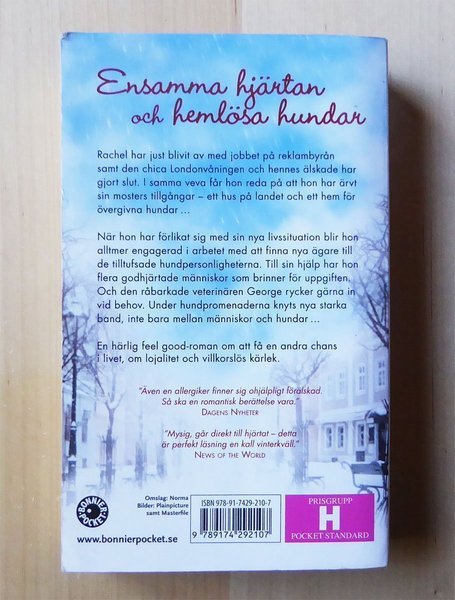 Ensamma hjärtan
och hemlösa hundar
Rachel har just blivit av med jobbet på reklambyrån
samt den chica Londonvåningen och hennes älskade har
gjort slut. I samma veva får hon reda på att hon har ärvt
sin mosters tillgångar – ett hus på landet och ett hem för
övergivna hundar ...
När hon har förlikat sig med sin nya livssituation blir hon
alltmer engagerad i arbetet med att finna nya ägare till
de tilltufsade hundpersonligheterna. Till sin hjälp har hon
flera godhjärtade människor som brinner för uppgiften.
Och den råbarkade veterinären George rycker gärna in
vid behov. Under hundpromenaderna knyts nya starka
band, inte bara mellan människor och hundar ...
En härlig feel good-roman om att få en andra chans
i livet, om lojalitet och villkorslös kärlek.
"Även en allergiker finner sig ohjälpligt förälskad.
Så ska en romantisk berättelse vara."
Dagens Nyheter
"Mysig, går direkt till hjärtat – detta
är perfekt läsning en kall vinterkväll."
News of the World
BONNIER
POCKET
www.bonnierpocket.se
Omslag: Norma
Bilder: Plainpicture
samt Masterfile
ISBN 978-91-7429-210-7
9 789174 292107
PRISGRUPP
H
POCKET STANDARD